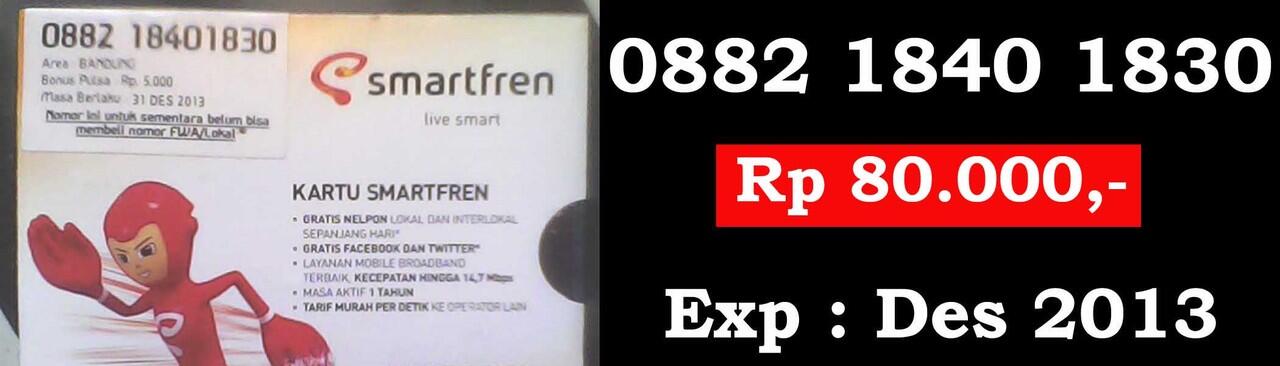 0882 18401830
Area : BANDUNG
Bonus Pulsa : Rp. 5.000
Masa Berlaku : 31 DES 2013
Nomor ini untuk sementara belum bisa
membeli nomor FWA/Lokal*
smartfren
live smart
KARTU SMARTFREN
• GRATIS NELPON LOKAL DAN INTERLOKAL
SEPANJANG HARI*
• GRATIS FACEBOOK DAN TWITTER*
• LAYANAN MOBILE BROADBAND
TERBAIK, KECEPATAN HINGGA 14,7 Mbps
• MASA AKTIF 1 TAHUN
• TARIF MURAH PER DETIK KE OPERATOR LAIN
0882 1840 1830
Rp 80.000,-
Exp : Des 2013